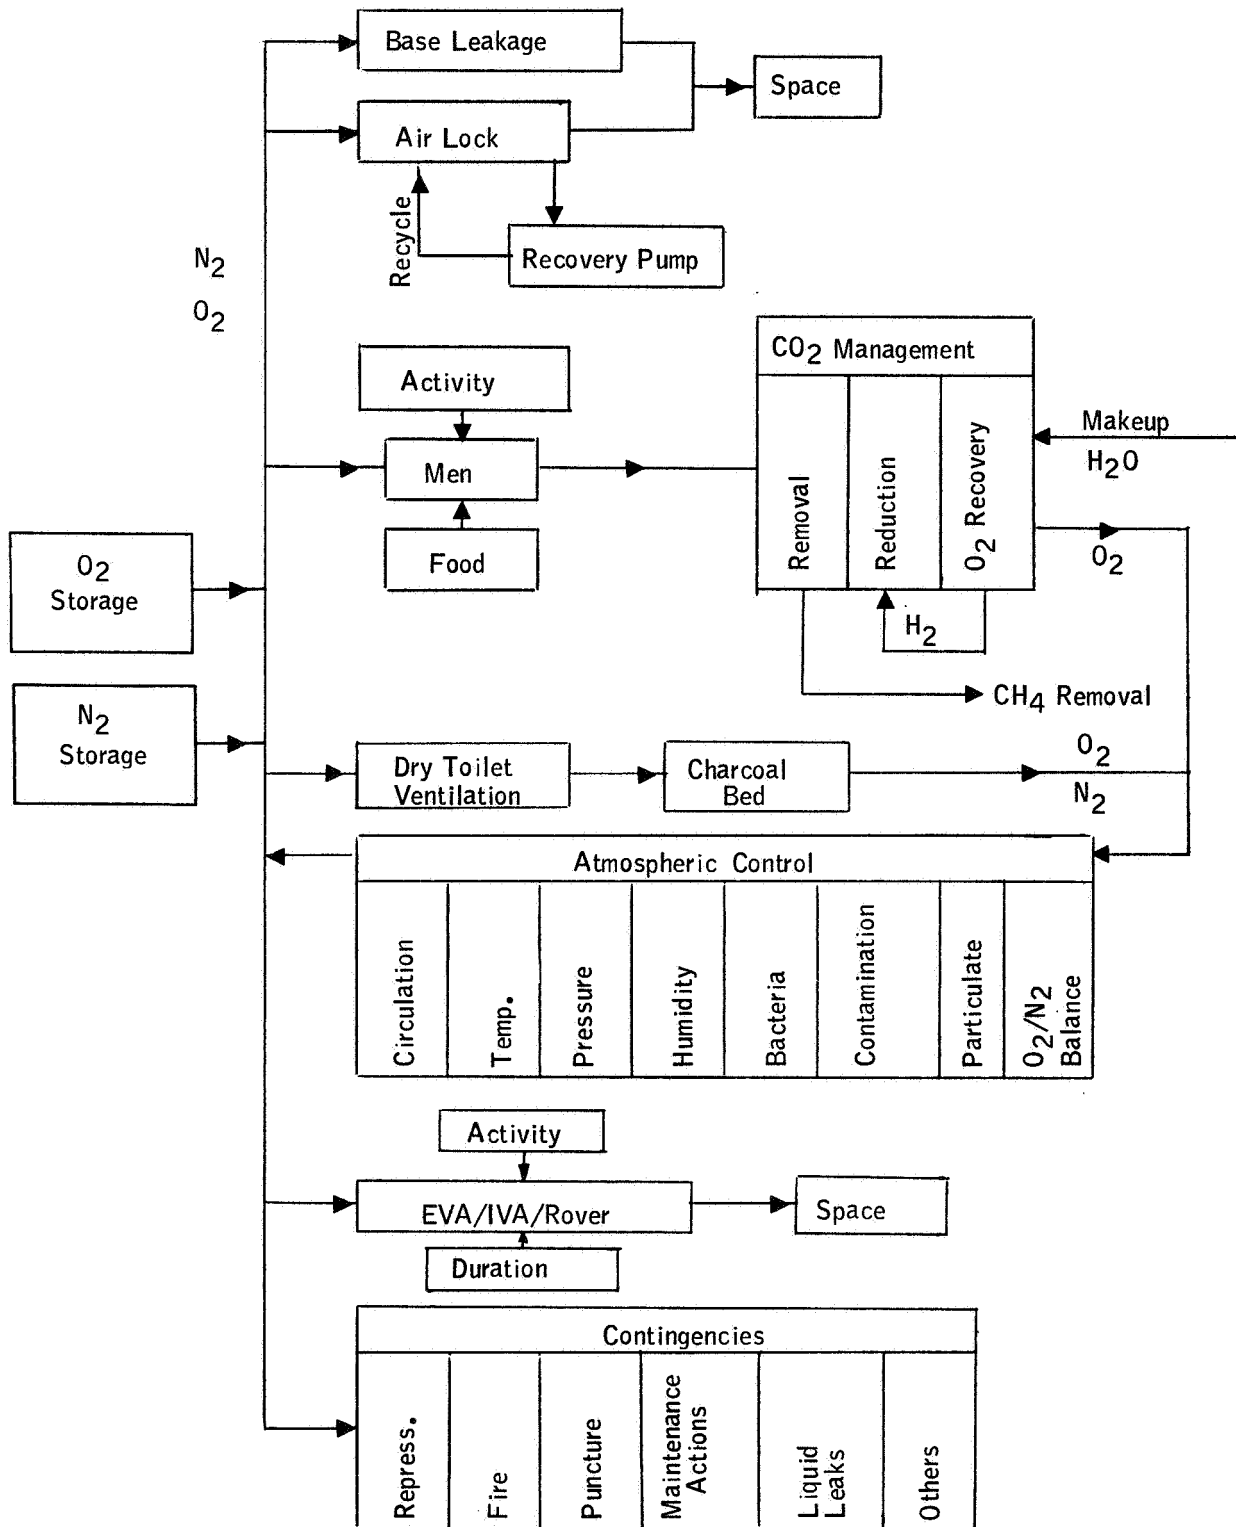 Base Leakage
Space
Air Lock
Recycle
Recovery Pump
N2
O2
Activity
Men
Food
CO2 Management
Removal
Reduction
O2 Recovery
Makeup
H2O
O2
H2
CH4 Removal
O2
Storage
N2
Storage
Dry Toilet
Ventilation
Charcoal
Bed
O2
N2
Atmospheric Control
Circulation
Temp.
Pressure
Humidity
Bacteria
Contamination
Particulate
O2/N2
Balance
Activity
EVA/IVA/Rover
Space
Duration
Contingencies
Repress.
Fire
Puncture
Maintenance
Actions
Liquid
Leaks
Others